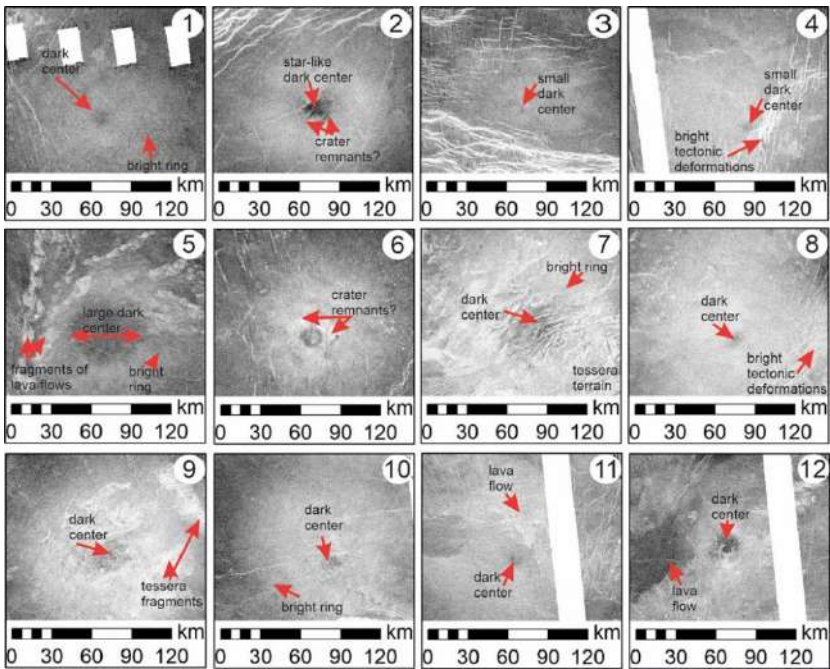 1
dark
center
bright ring
km
0 30 60 90 120
2
star-like
dark center
crater
remnants?
km
0 30 60 90 120
3
small
dark
center
km
0 30 60 90 120
4
small
dark
center
bright
tectonic
deformations
km
0 30 60 90 120
5
large dark
center
fragments of
lava flows
bright
ring
km
0 30 60 90 120
6
crater
remnants?
km
0 30 60 90 120
7
bright ring
dark
center
tessera
terrain
km
0 30 60 90 120
8
dark
center
bright
tectonic
deformations
km
0 30 60 90 120
9
dark
center
tessera
fragments
km
0 30 60 90 120
10
dark
center
bright ring
km
0 30 60 90 120
11
lava
flow
dark
center
km
0 30 60 90 120
12
dark
center
lava
flow
km
0 30 60 90 120